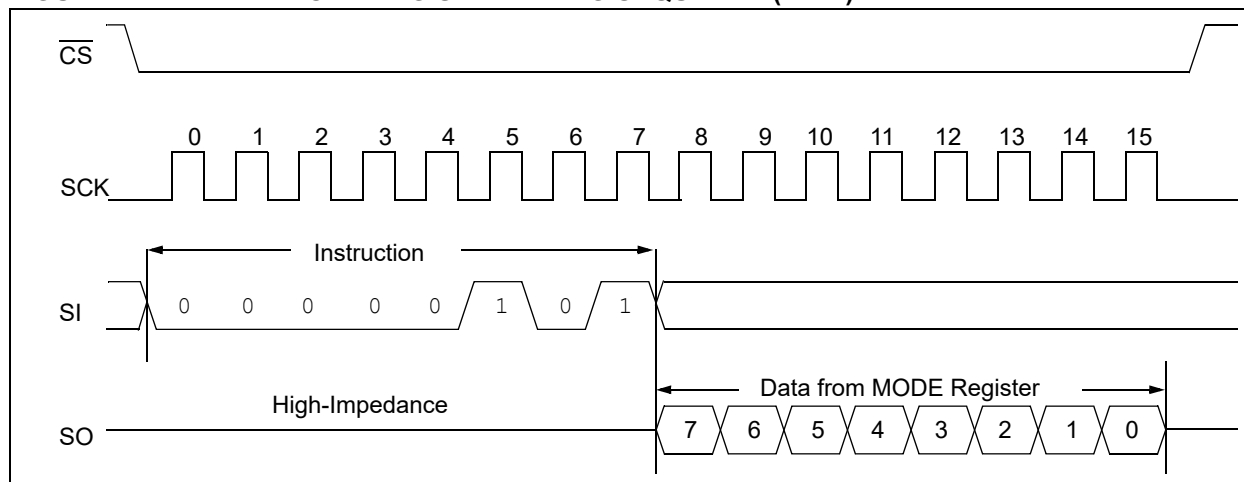 CS
0 1 2 3 4 5 6 7 8 9 10 11 12 13 14 15
SCK
Instruction
SI 0 0 0 0 0 1 0 1
Data from MODE Register
High-Impedance
SO 7 6 5 4 3 2 1 0